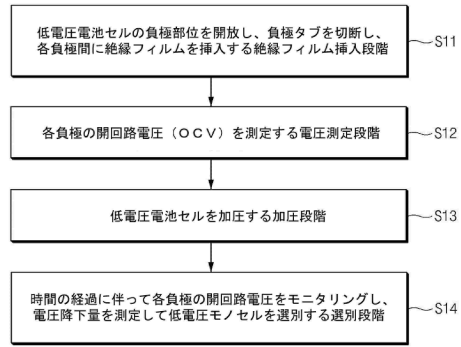 低電圧電池セルの負極部位を開放し、負極タブを切断し、
各負極間に絶縁フィルムを挿入する絶縁フィルム挿入段階
S11
各負極の開回路電圧（OCV）を測定する電圧測定段階
S12
低電圧電池セルを加圧する加圧段階
S13
時間の経過に伴って各負極の開回路電圧をモニタリングし、
電圧降下量を測定して低電圧モノセルを選別する選別段階
S14